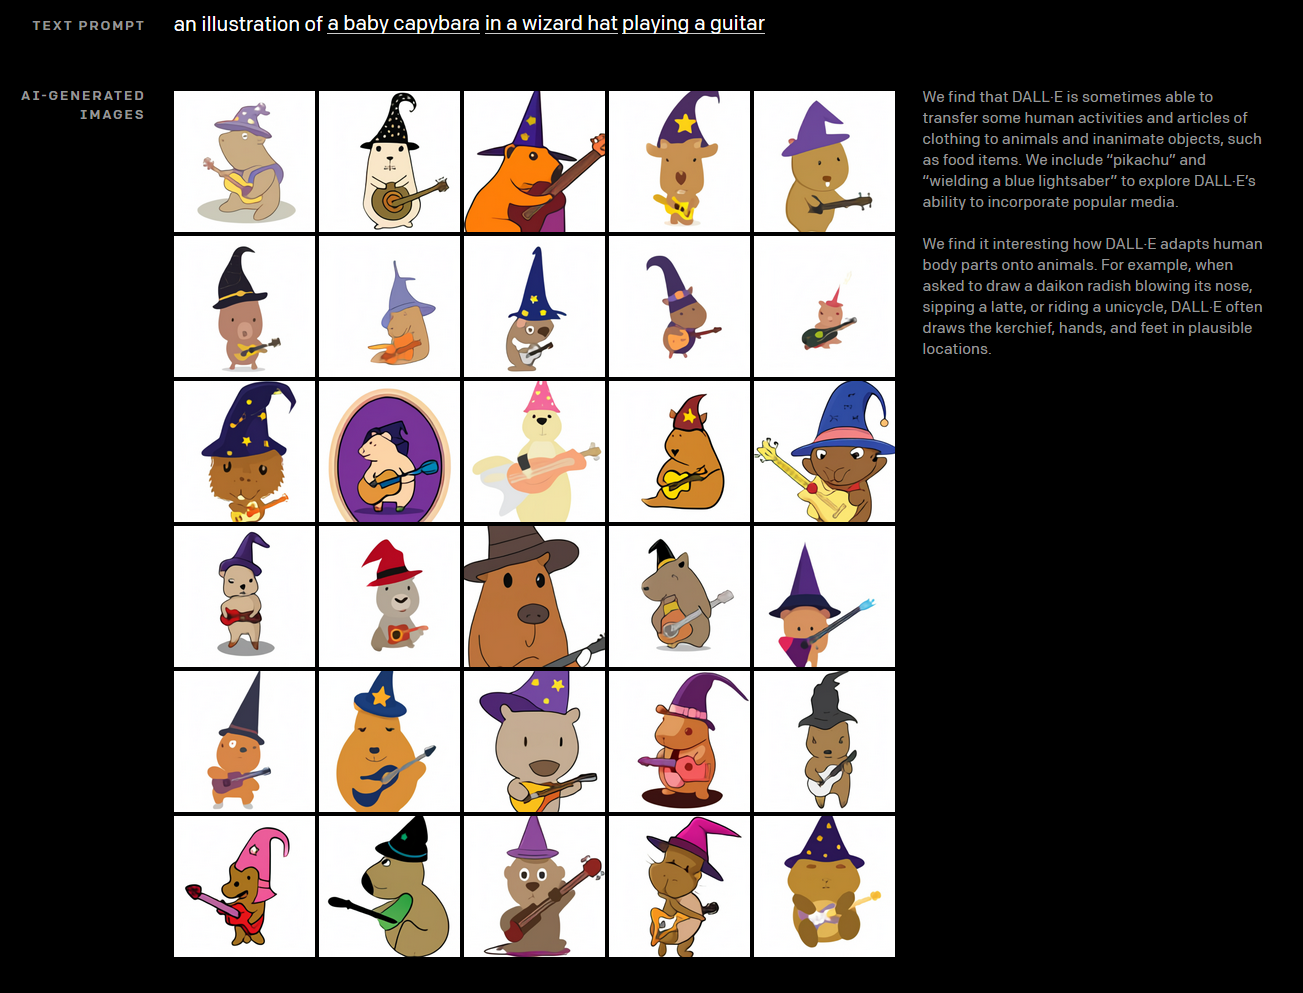 TEXT PROMPT
an illustration of a baby capybara in a wizard hat playing a guitar
AI-GENERATED
IMAGES
We find that DALL·E is sometimes able to
transfer some human activities and articles of
clothing to animals and inanimate objects, such
as food items. We include “pikachu” and
“wielding a blue lightsaber” to explore DALL·E’s
ability to incorporate popular media.
We find it interesting how DALL·E adapts human
body parts onto animals. For example, when
asked to draw a daikon radish blowing its nose,
sipping a latte, or riding a unicycle, DALL·E often
draws the kerchief, hands, and feet in plausible
locations.